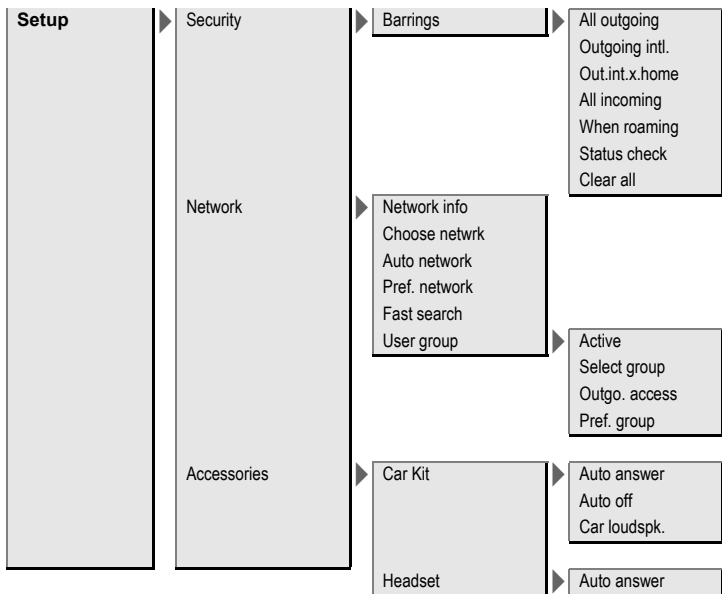 Setup
Security
Barrings
All outgoing
Outgoing intl.
Out.int.x.home
All incoming
When roaming
Status check
Clear all
Network
Network info
Choose netwrk
Auto network
Pref. network
Fast search
User group
Active
Select group
Outgo. access
Pref. group
Accessories
Car Kit
Auto answer
Auto off
Car loudspk.
Headset
Auto answer